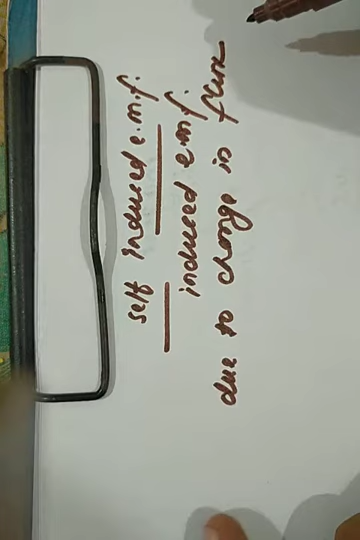 self Induced e.m.f.
induced e.m.f.
due to change in flux